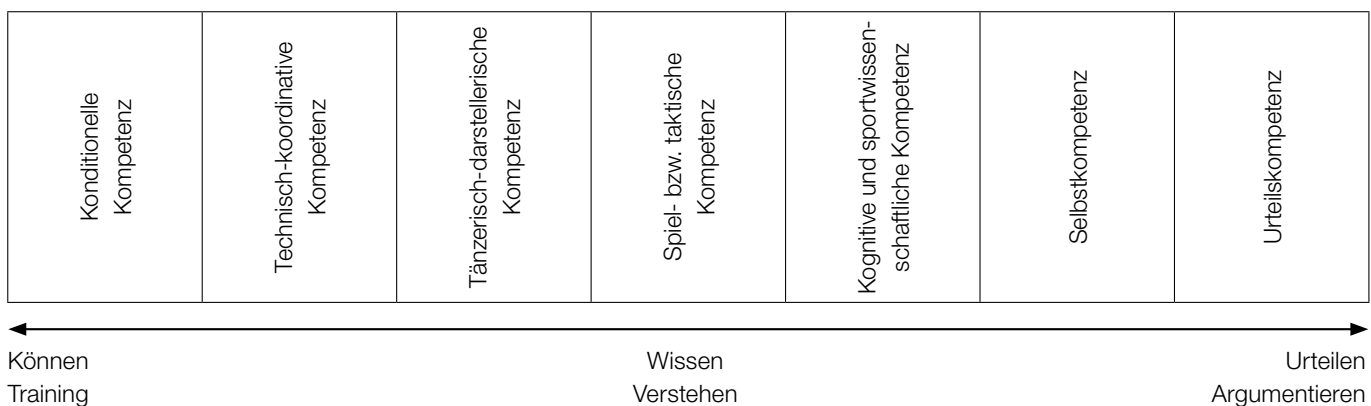 Konditionelle
Kompetenz
Technisch-koordinative
Kompetenz
Tänzerisch-darstellerische
Kompetenz
Spiel- bzw. taktische
Kompetenz
Kognitive und sportwissen-
schaftliche Kompetenz
Selbstkompetenz
Urteilskompetenz
Können Wissen Urteilen
Training Verstehen Argumentieren